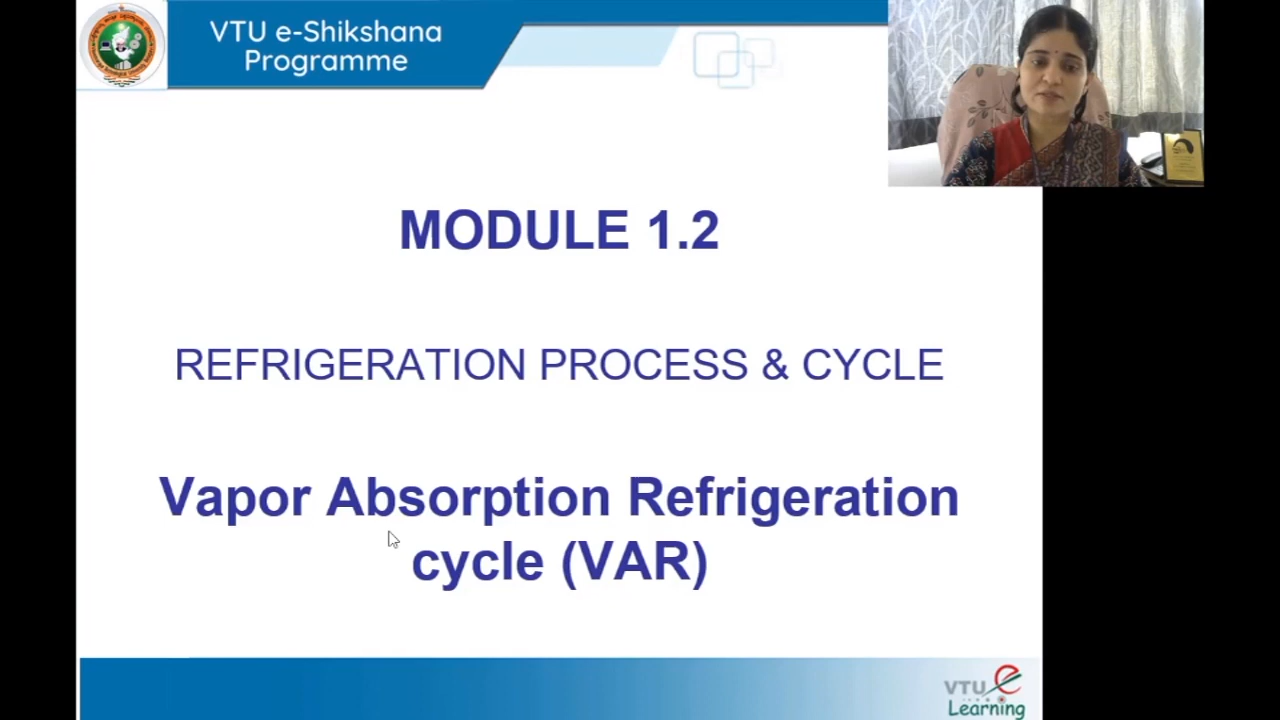 VTU e-Shikshana
Programme
MODULE 1.2
REFRIGERATION PROCESS & CYCLE
Vapor Absorption Refrigeration
cycle (VAR)
VTU e
Learning